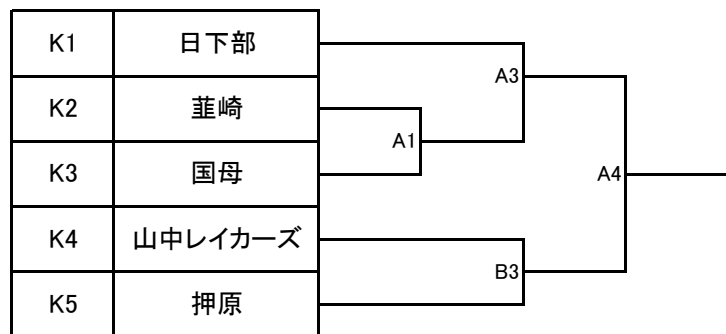 K1 日下部
A3
K2 韮崎
A1
K3 国母
A4
K4 山中レイカーズ
B3
K5 押原